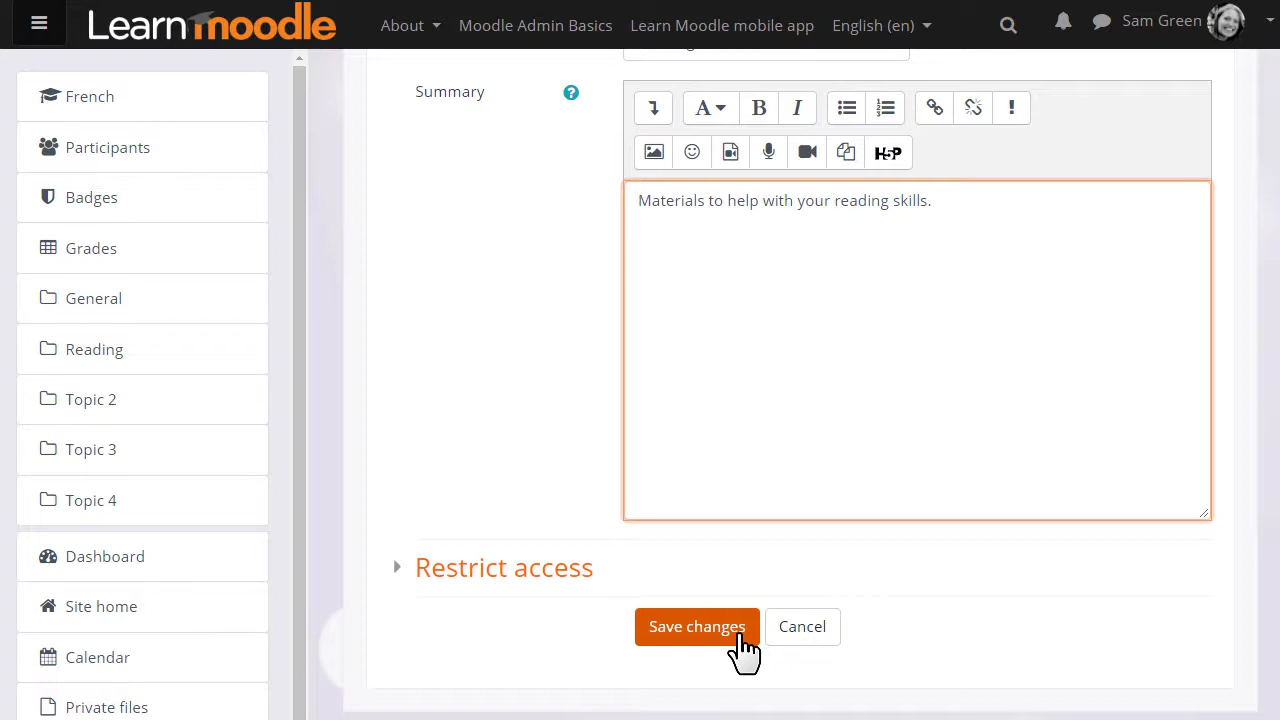 Learn moodle
About
Moodle Admin Basics
Learn Moodle mobile app
English (en)
Sam Green
French
Participants
Badges
Grades
General
Reading
Topic 2
Topic 3
Topic 4
Dashboard
Site home
Calendar
Private files
Summary
?
A
B
I
!
H5P
Materials to help with your reading skills.
Restrict access
Save changes
Cancel